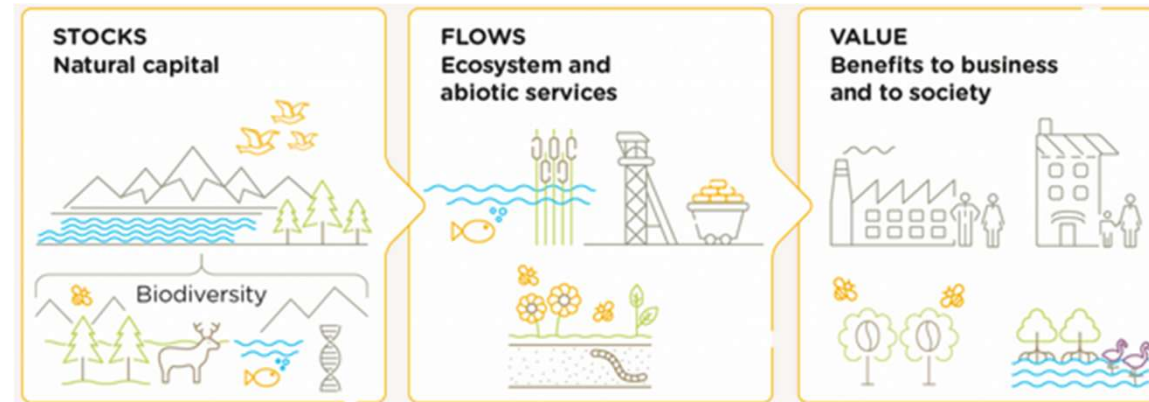 STOCKS
Natural capital
Biodiversity
FLOWS
Ecosystem and
abiotic services
VALUE
Benefits to business
and to society